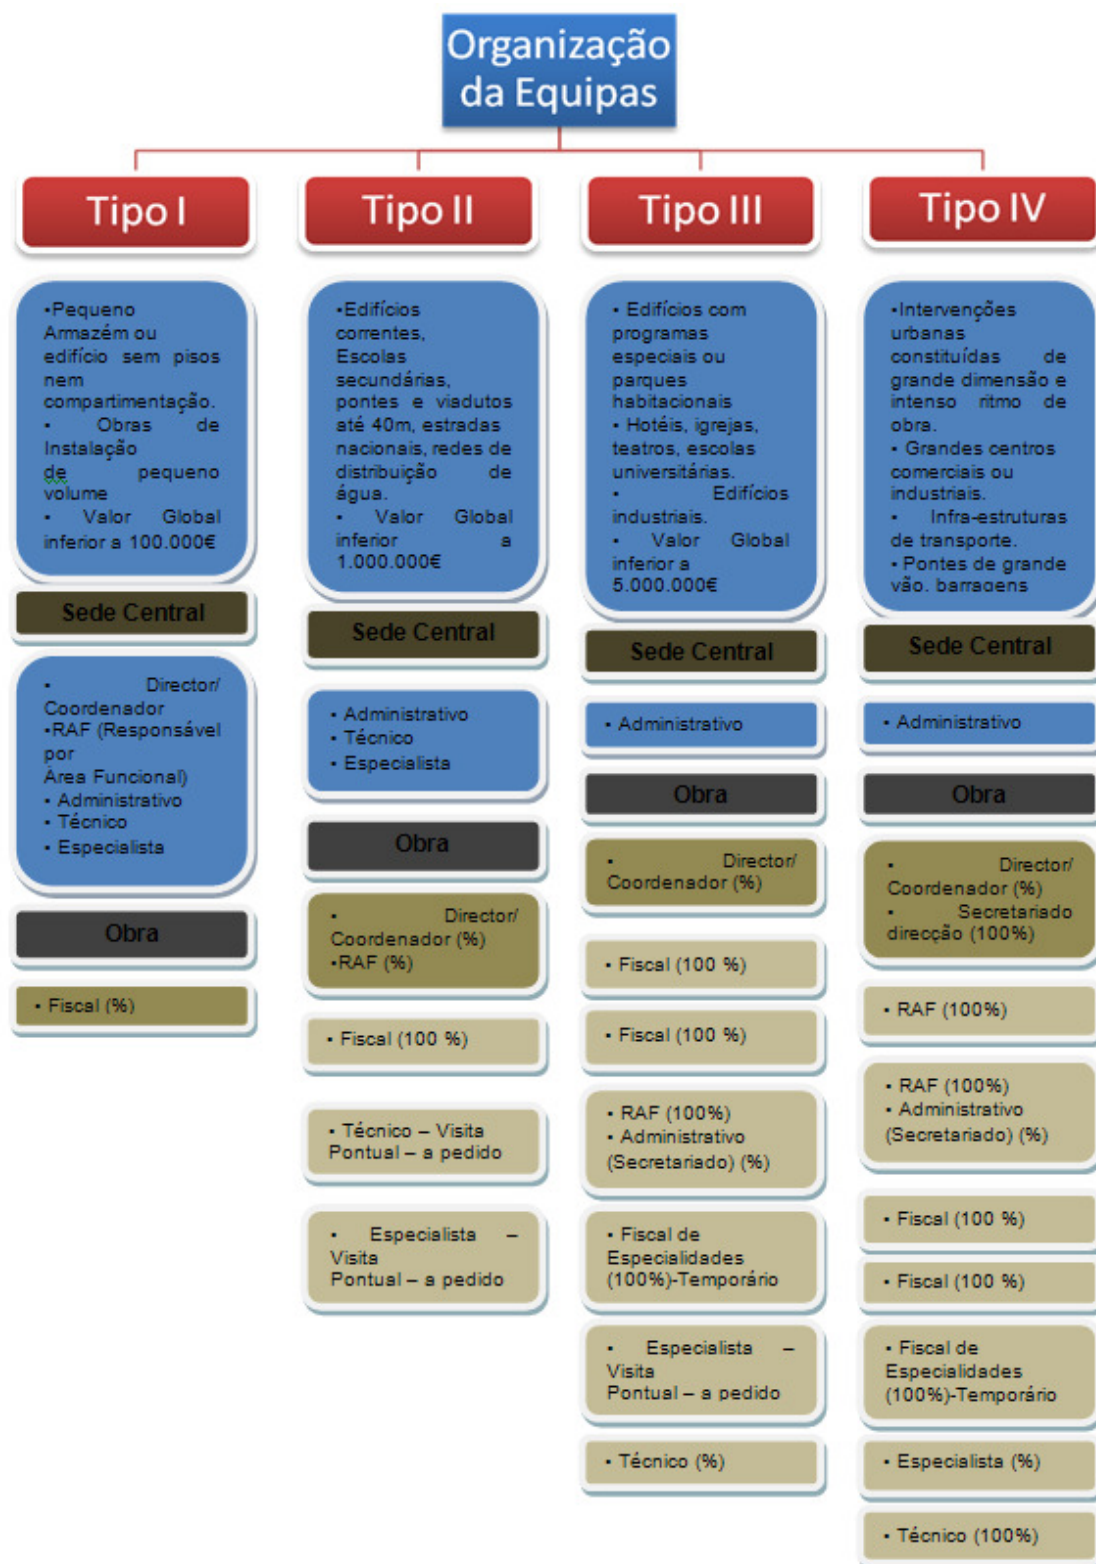 Organização
da Equipas
Tipo I
•Pequeno
Armazém ou
edifício sem pisos
nem
compartimentação.
• Obras de
Instalação
de pequeno
volume
• Valor Global
inferior a 100.000€
Sede Central
• Director/
Coordenador
•RAF (Responsável
por
Área Funcional)
• Administrativo
• Técnico
• Especialista
Obra
• Fiscal (%)
Tipo II
•Edifícios
correntes,
Escolas
secundárias,
pontes e viadutos
até 40m, estradas
nacionais, redes de
distribuição de
água.
• Valor Global
inferior a
1.000.000€
Sede Central
• Administrativo
• Técnico
• Especialista
Obra
• Director/
Coordenador (%)
•RAF (%)
• Fiscal (100 %)
• Técnico – Visita
Pontual – a pedido
• Especialista –
Visita
Pontual – a pedido
Tipo III
• Edifícios com
programas
especiais ou
parques
habitacionais
• Hotéis, igrejas,
teatros, escolas
universitárias.
• Edifícios
industriais.
• Valor Global
inferior a
5.000.000€
Sede Central
• Administrativo
Obra
• Director/
Coordenador (%)
• Fiscal (100 %)
• Fiscal (100 %)
• RAF (100%)
• Administrativo
(Secretariado) (%)
• Fiscal de
Especialidades
(100%)-Temporário
• Especialista –
Visita
Pontual – a pedido
• Técnico (%)
Tipo IV
•Intervenções
urbanas
constituídas de
grande dimensão e
intenso ritmo de
obra.
• Grandes centros
comerciais ou
industriais.
• Infra-estruturas
de transporte.
• Pontes de grande
vão, barragens
Sede Central
• Administrativo
Obra
• Director/
Coordenador (%)
• Secretariado
direcção (100%)
• RAF (100%)
• RAF (100%)
• Administrativo
(Secretariado) (%)
• Fiscal (100 %)
• Fiscal (100 %)
• Fiscal de
Especialidades
(100%)-Temporário
• Especialista (%)
• Técnico (100%)